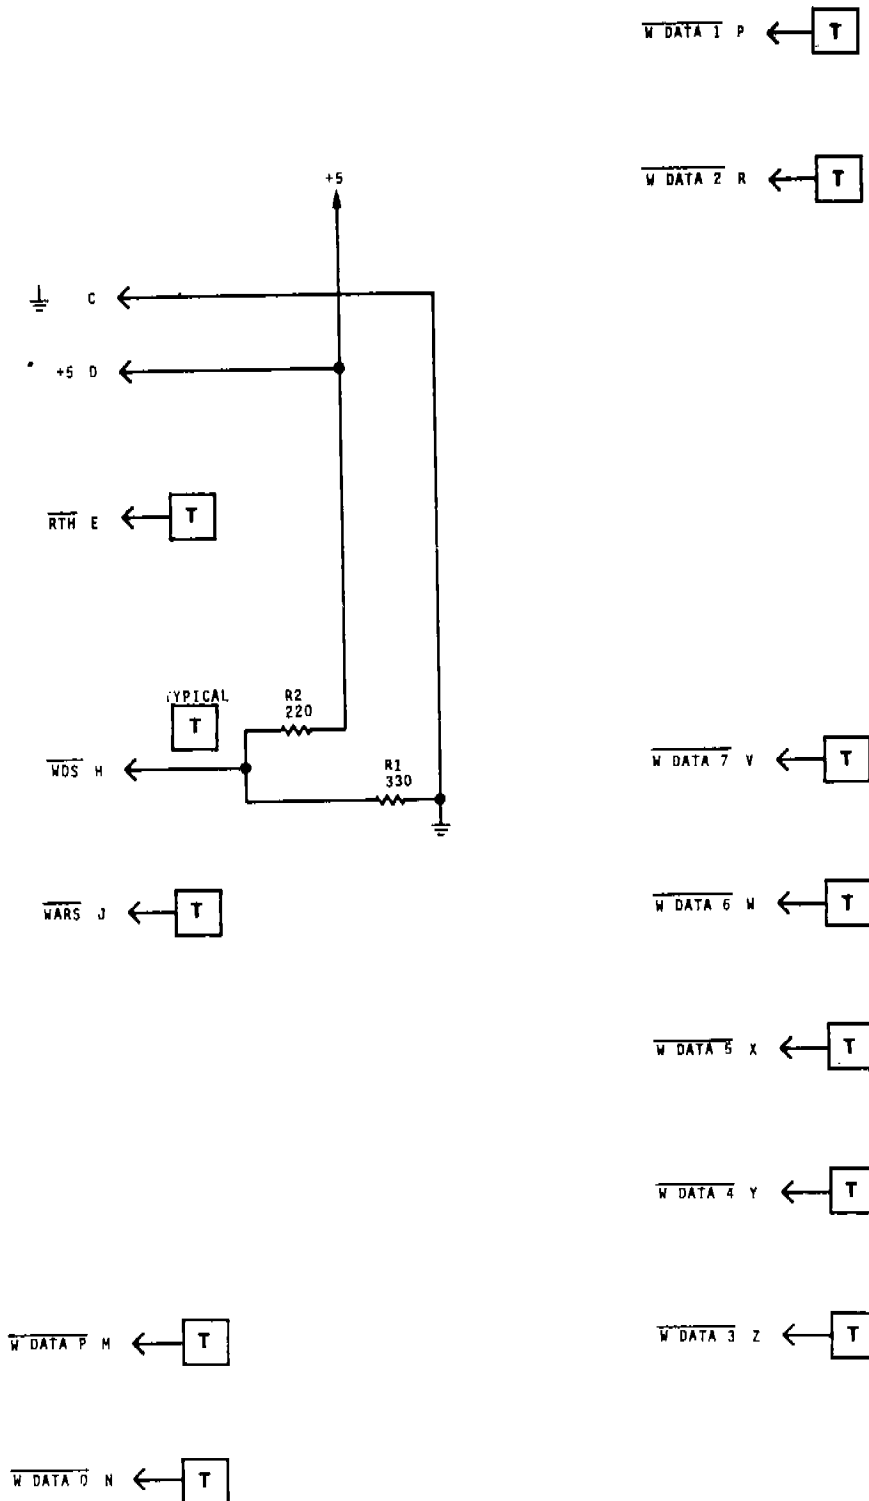 W DATA 1 P T
W DATA 2 R T
+5
C
+5 D
RTH E T
TYPICAL
T
R2
220
WDS H
R1
330
W DATA 7 V T
W DATA 6 W T
WARS J T
W DATA 5 X T
W DATA 4 Y T
W DATA P M T
W DATA 3 Z T
W DATA 0 N T